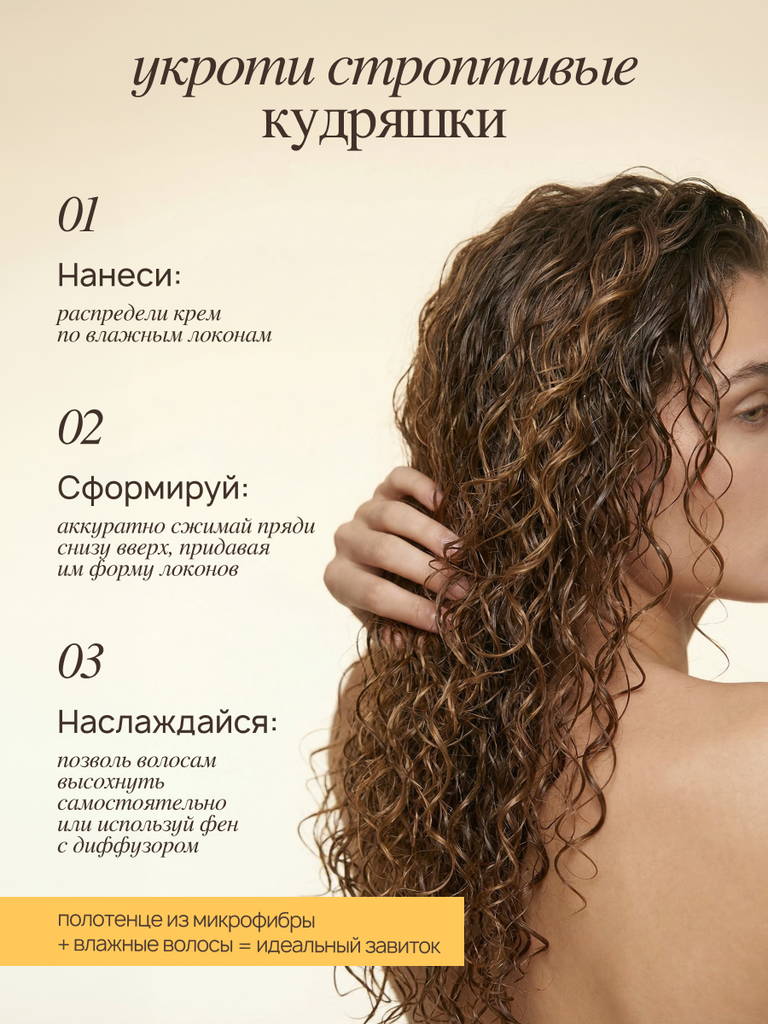 укроти строптивые
кудряшки
01
Нанеси:
распредели крем
по влажным локонам
02
Сформируй:
аккуратно сжимай пряди
снизу вверх, придавая
им форму локонов
03
Наслаждайся:
позволь волосам
высохнуть
самостоятельно
или используй фен
с диффузором
полотенце из микрофибры
+ влажные волосы = идеальный завиток